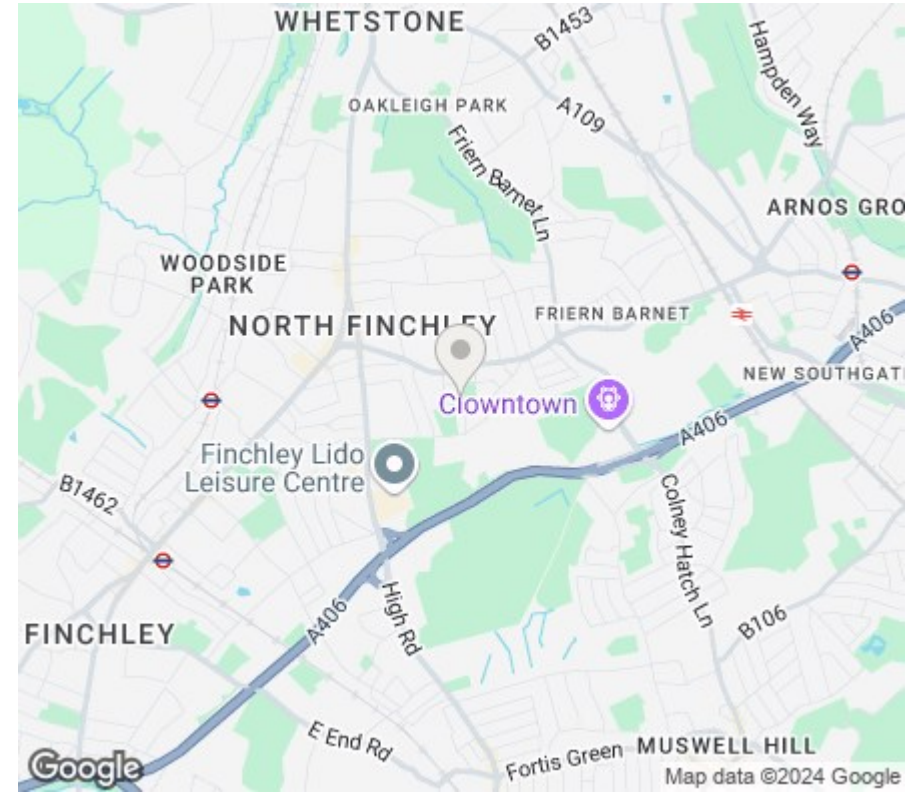 WHETSTONE
B1453
Hampden Way
OAKLEIGH PARK
A109
Friern Barnet Ln
ARNOS GRO
WOODSIDE
PARK
FRIERN BARNET
NORTH FINCHLEY
A406
NEW SOUTHGAT
Clowntown
A406
Finchley Lido
Leisure Centre
B1462
Colney Hatch Ln
High Rd
A406
B106
FINCHLEY
E End Rd
Fortis Green
MUSWELL HILL
Google
Map data ©2024 Google